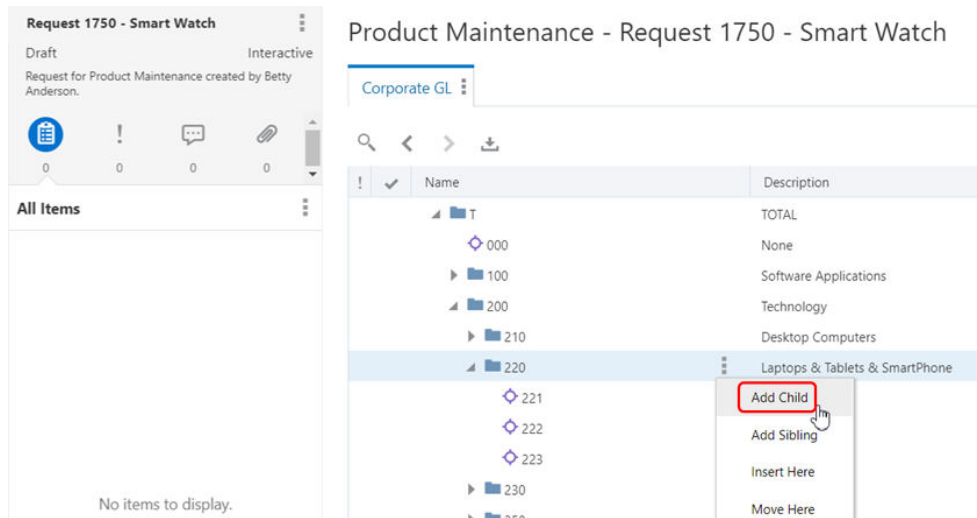 Request 1750 - Smart Watch
Draft Interactive
Request for Product Maintenance created by Betty
Anderson.
0 0 0 0
All Items
No items to display.
Product Maintenance - Request 1750 - Smart Watch
Corporate GL
! Name Description
T TOTAL
000 None
100 Software Applications
200 Technology
210 Desktop Computers
220 Laptops & Tablets & SmartPhone
221
222
223
230
Add Child
Add Sibling
Insert Here
Move Here